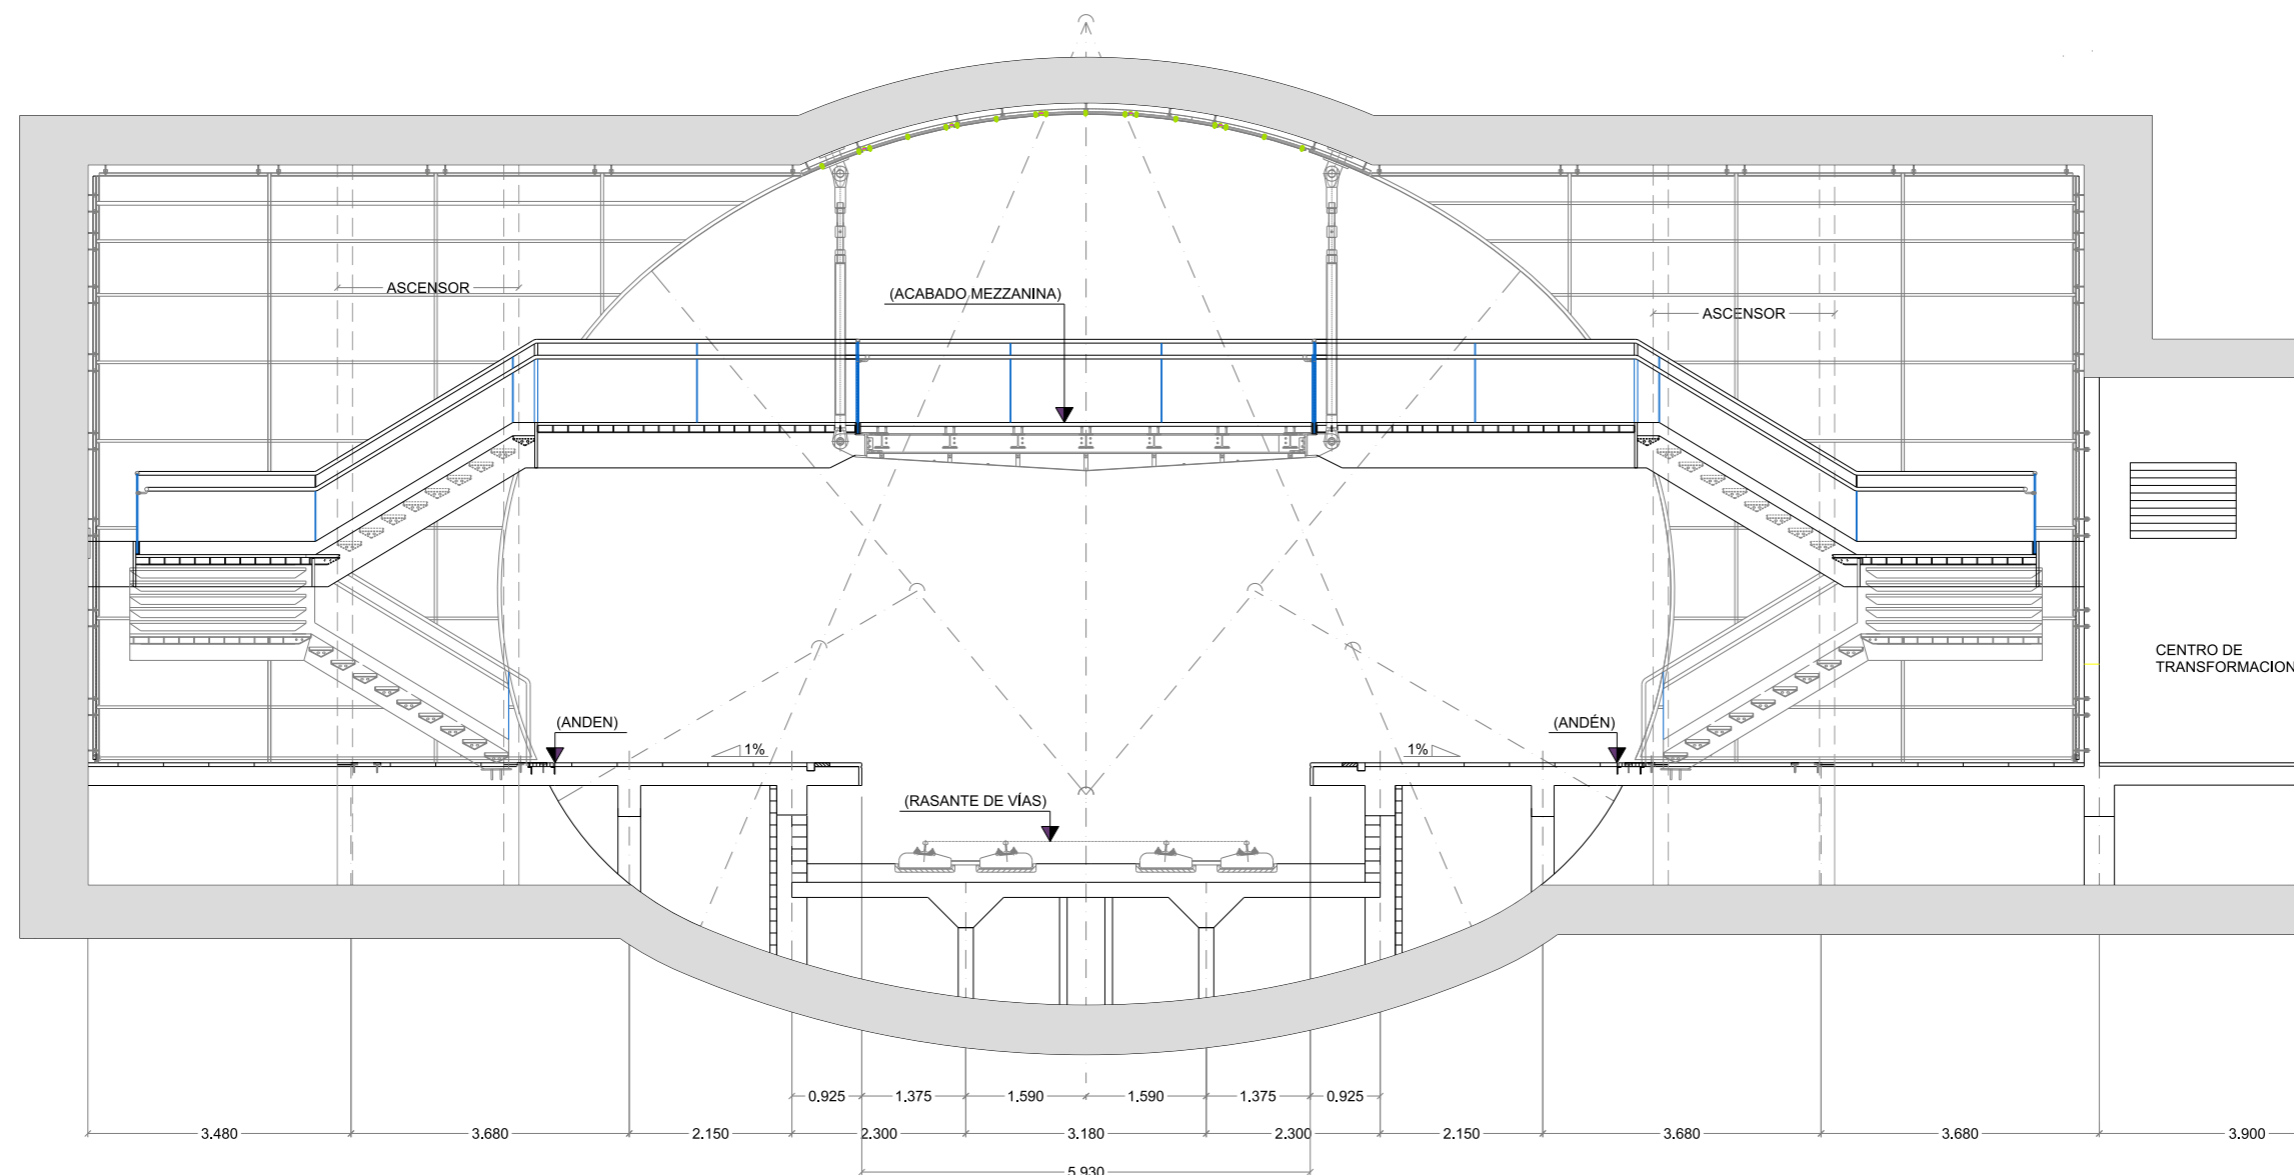 ASCENSOR
(ACABADO MEZZANINA)
ASCENSOR
CENTRO DE
TRANSFORMACION
(ANDEN)
(ANDÉN)
1%
1%
(RASANTE DE VÍAS)
0.925
1.375
1.590
1.590
1.375
0.925
3.480
3.680
2.150
2.300
3.180
2.300
2.150
3.680
3.680
3.900
5.930